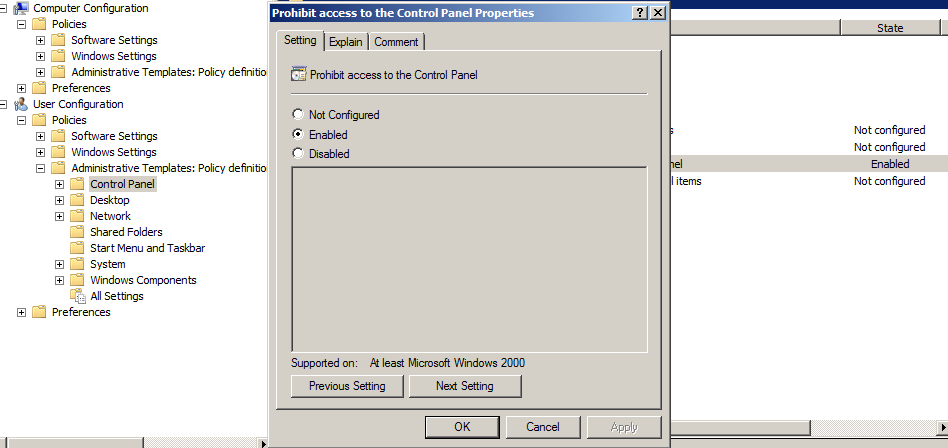 Computer Configuration
Policies
Software Settings
Windows Settings
Administrative Templates: Policy definitio
Preferences
User Configuration
Policies
Software Settings
Windows Settings
Administrative Templates: Policy definitio
Control Panel
Desktop
Network
Shared Folders
Start Menu and Taskbar
System
Windows Components
All Settings
Preferences
Prohibit access to the Control Panel Properties
Setting Explain Comment
Prohibit access to the Control Panel
Not Configured
Enabled
Disabled
Supported on: At least Microsoft Windows 2000
Previous Setting Next Setting
OK Cancel Apply
State
s Not configured
Not configured
nel Enabled
l items Not configured